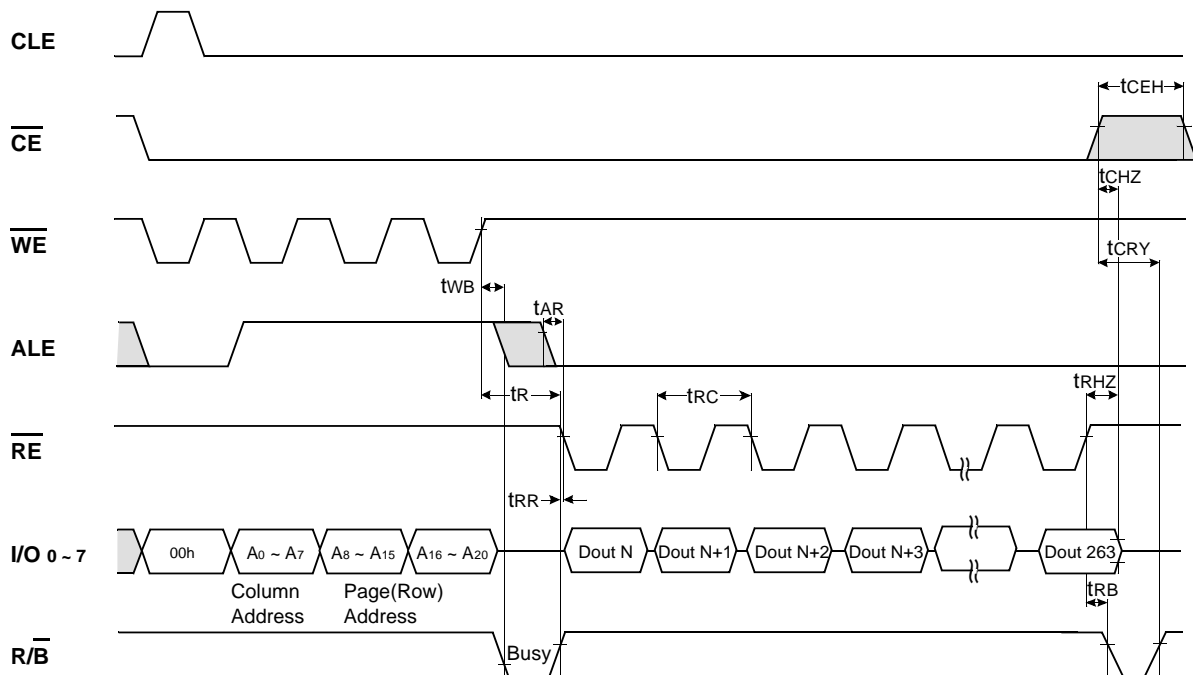 CLE
tCEH
CE
tCHZ
WE
tCRY
tWB
tAR
ALE
tR
tRC
tRHZ
RE
tRR
I/O 0 ~ 7
00h
A0 ~ A7
A8 ~ A15
A16 ~ A20
Dout N
Dout N+1
Dout N+2
Dout N+3
Dout 263
Column
Address
Page(Row)
Address
tRB
R/B
Busy